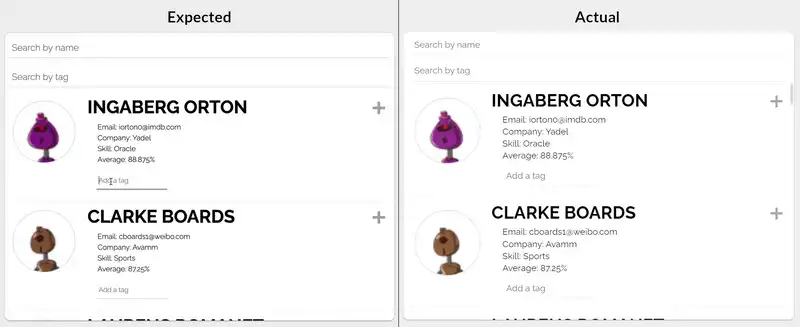 Expected
Search by name
Search by tag
INGABERG ORTON
Email: iorton0@imdb.com
Company: Yadel
Skill: Oracle
Average: 88.875%
Add a tag
CLARKE BOARDS
Email: cboards1@weibo.com
Company: Avamm
Skill: Sports
Average: 87.25%
Add a tag
Actual
Search by name
Search by tag
INGABERG ORTON
Email: iorton0@imdb.com
Company: Yadel
Skill: Oracle
Average: 88.875%
Add a tag
CLARKE BOARDS
Email: cboards1@weibo.com
Company: Avamm
Skill: Sports
Average: 87.25%
Add a tag